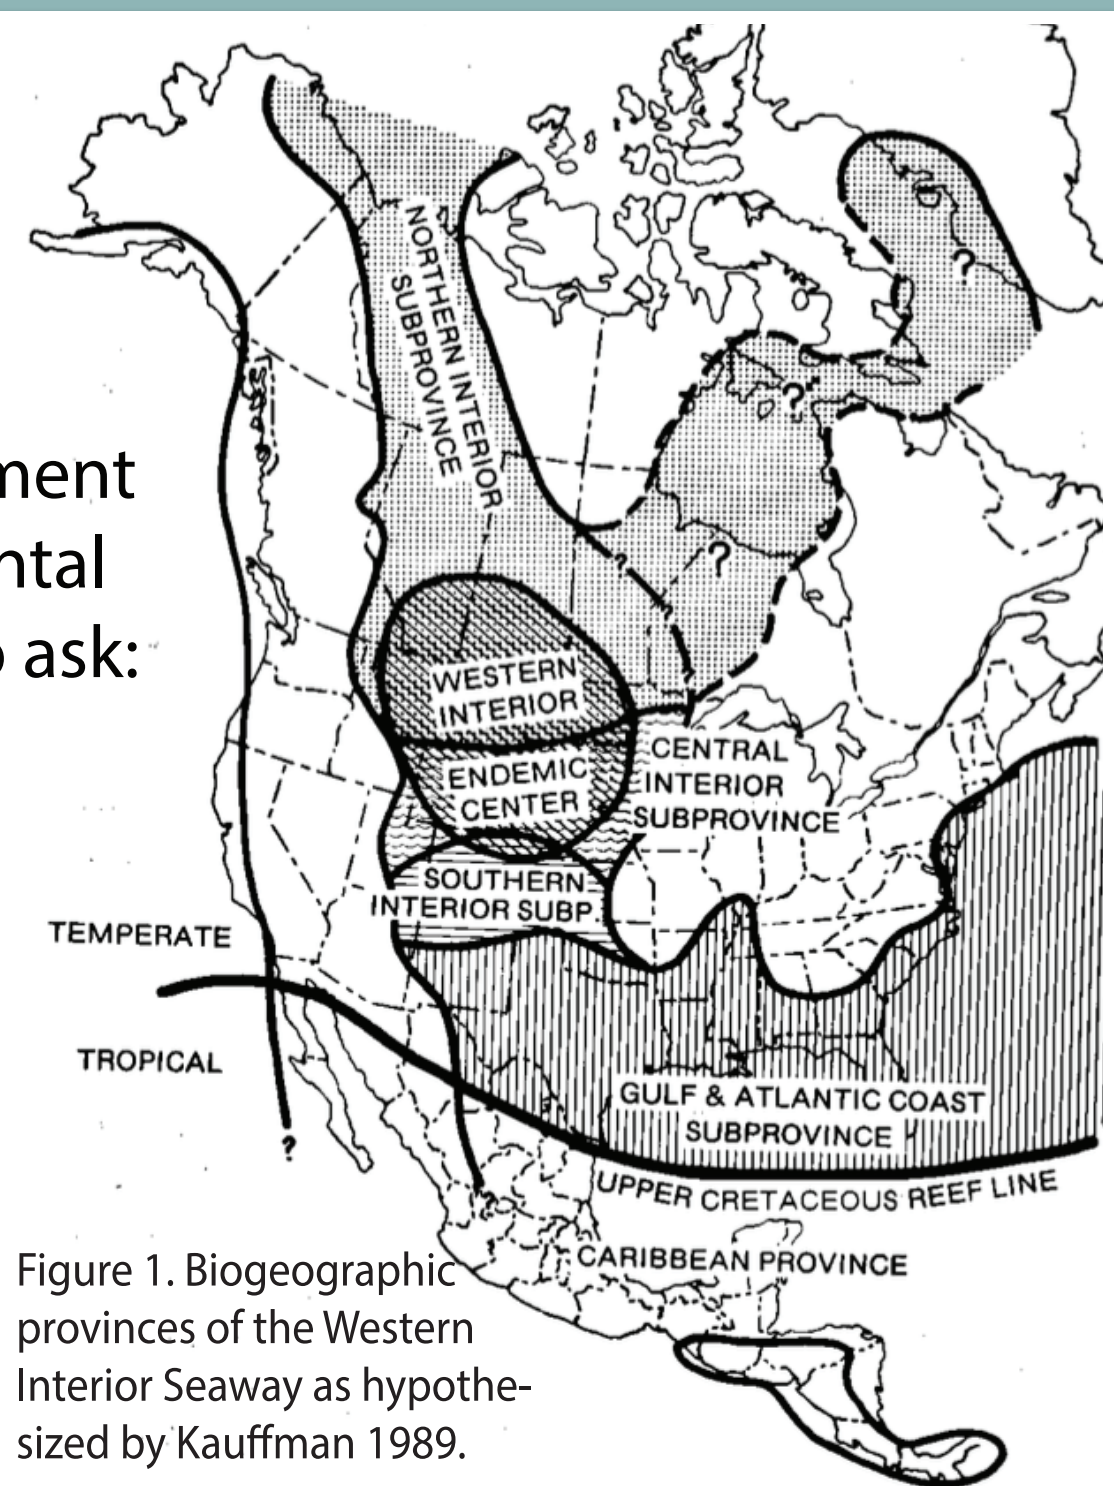 NORTHERN INTERIOR
SUBPROVINCE
?
?
ment
ntal
?
?
o ask:
WESTERN
INTERIOR
CENTRAL
INTERIOR
SUBPROVINCE
ENDEMIC
CENTER
SOUTHERN
INTERIOR SUBP.
TEMPERATE
TROPICAL
GULF & ATLANTIC COAST
SUBPROVINCE
?
?
UPPER CRETACEOUS REEF LINE
CARIBBEAN PROVINCE
Figure 1. Biogeographic
provinces of the Western
Interior Seaway as hypothe-
sized by Kauffman 1989.